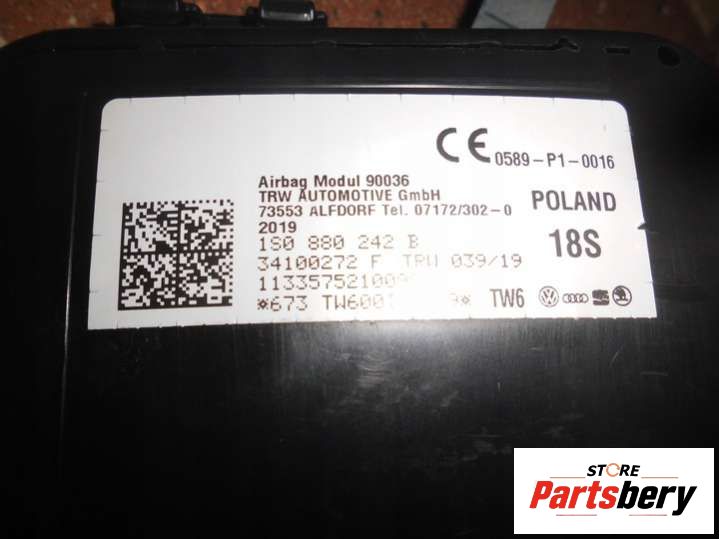 CE 0589-P1-0016
Airbag Modul 90036
TRW AUTOMOTIVE GmbH
73553 ALFDORF Tel. 07172/302-0
POLAND
2019
1S0 880 242 B
18S
34100272 F TRW 039/19
¤673 TW6
STORE
Partsbery